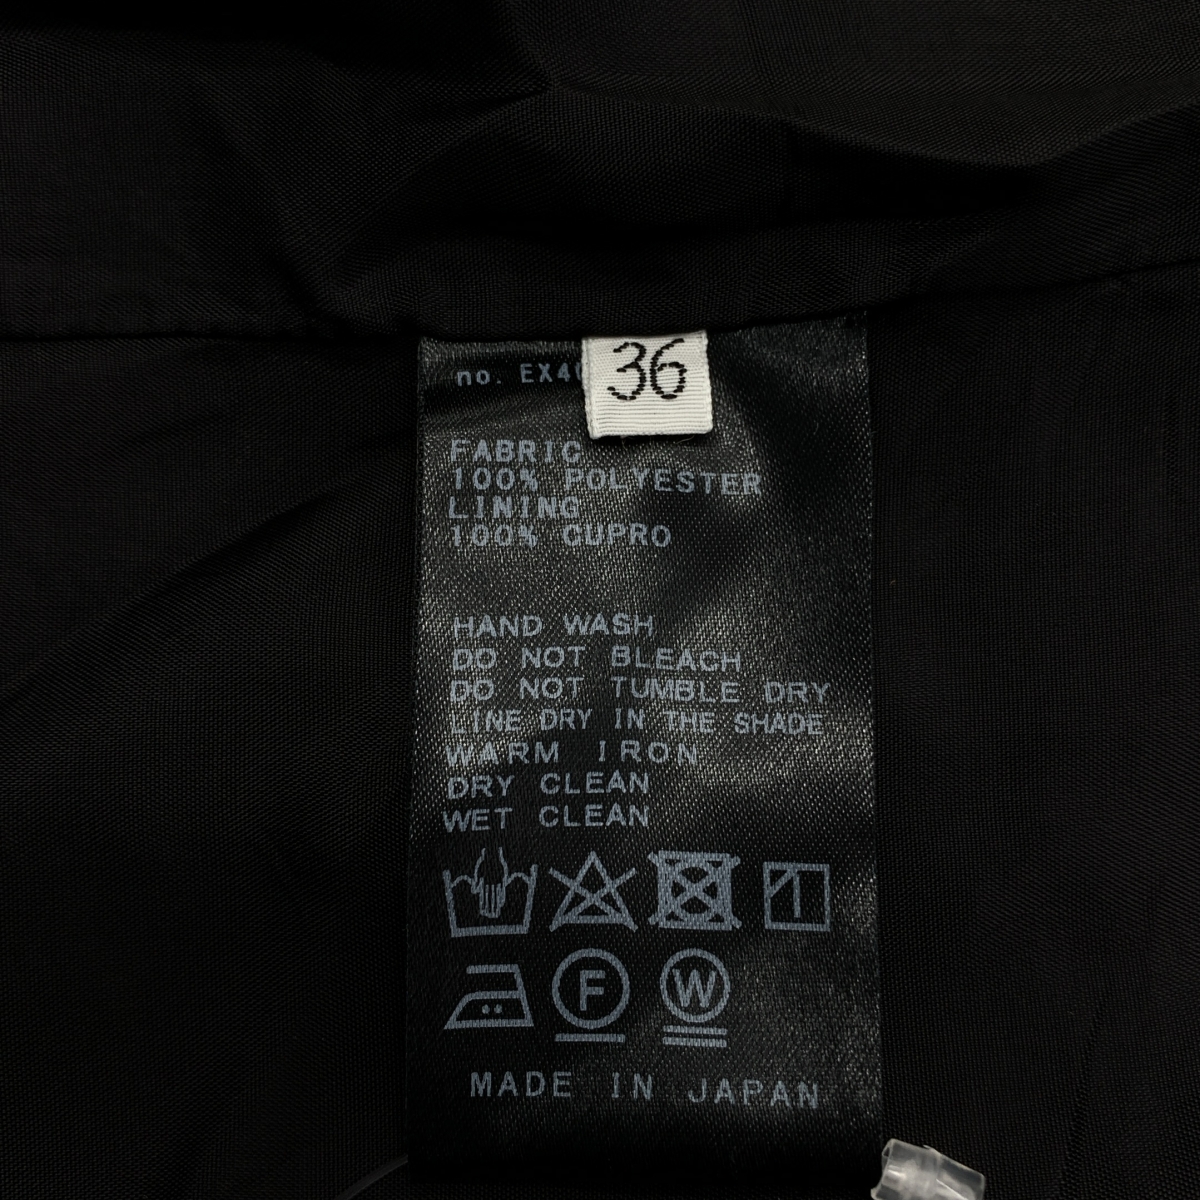 no. EX4
36
FABRIC
100% POLYESTER
LINING
100% CUPRO
HAND WASH
DO NOT BLEACH
DO NOT TUMBLE DRY
LINE DRY IN THE SHADE
WARM IRON
DRY CLEAN
WET CLEAN
F W
MADE IN JAPAN